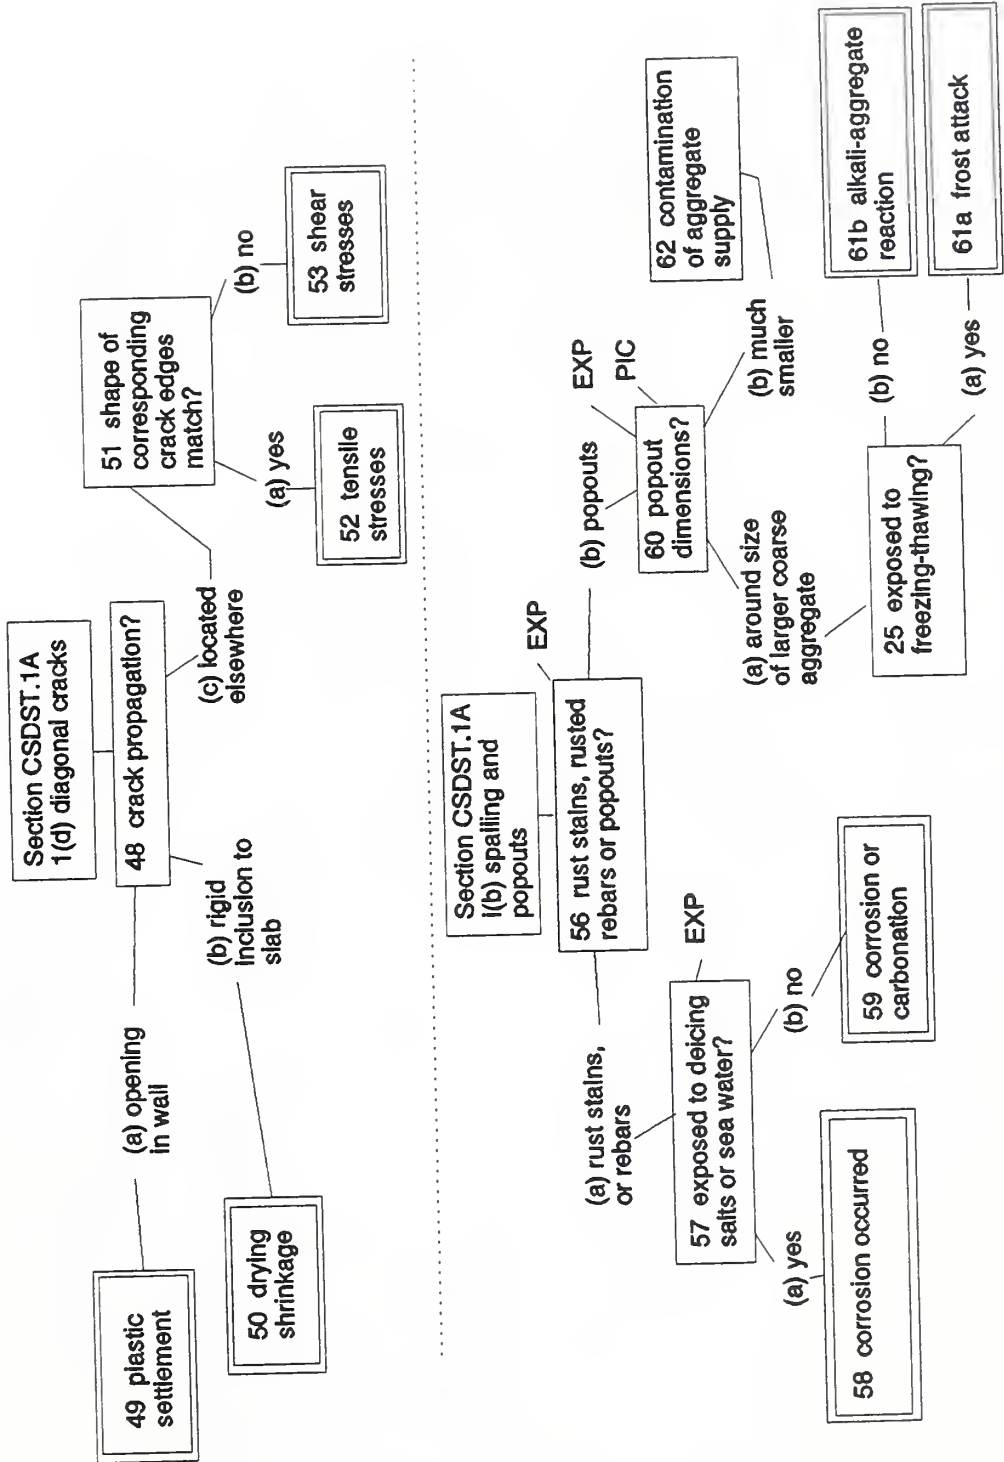 Section CSDST.1A
1(d) diagonal cracks
48 crack propagation?
(a) opening
in wall
(b) rigid
inclusion to
slab
(c) located
elsewhere
49 plastic
settlement
50 drying
shrinkage
51 shape of
corresponding
crack edges
match?
(a) yes
(b) no
52 tensile
stresses
53 shear
stresses
Section CSDST.1A
I(b) spalling and
popouts
EXP
56 rust stains, rusted
rebars or popouts?
(a) rust stains,
or rebars
(b) popouts
57 exposed to deicing
salts or sea water?
EXP
(a) yes
(b) no
58 corrosion occurred
59 corrosion or
carbonation
EXP
PIC
60 popout
dimensions?
(a) around size
of larger coarse
aggregate
(b) much
smaller
62 contamination
of aggregate
supply
25 exposed to
freezing-thawing?
(b) no
(a) yes
61b alkali-aggregate
reaction
61a frost attack